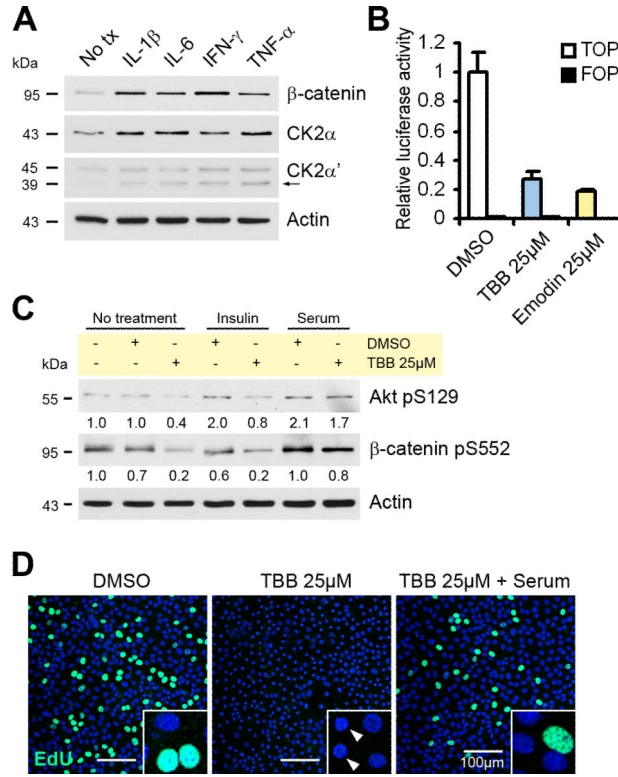 A
No tx IL-1β IL-6 IFN-γ TNF-α
kDa
95 β-catenin
43 CK2α
45 CK2α'
39
43 Actin
B
Relative luciferase activity
1.2
1
0.8
0.6
0.4
0.2
0
TOP
FOP
DMSO
TBB 25µM
Emodin 25µM
C
No treatment Insulin Serum
- + - + - + - DMSO
kDa - - + - + - + TBB 25µM
55 Akt pS129
1.0 1.0 0.4 2.0 0.8 2.1 1.7
95 β-catenin pS552
1.0 0.7 0.2 0.6 0.2 1.0 0.8
43 Actin
D
DMSO TBB 25µM TBB 25µM + Serum
EdU
100µm